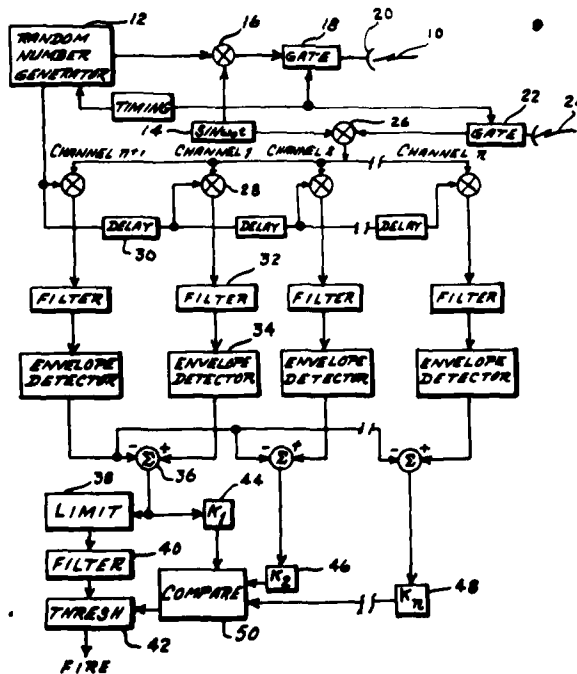 12
16
18
20
10
RANDOM
NUMBER
GENERATOR
GATE
TIMING
22
14
SIN ω₀t
26
GATE
CHANNEL n+1
CHANNEL 1
CHANNEL 2
CHANNEL n
28
DELAY
DELAY
DELAY
30
32
FILTER
FILTER
FILTER
FILTER
34
ENVELOPE
DETECTOR
ENVELOPE
DETECTOR
ENVELOPE
DETECTOR
ENVELOPE
DETECTOR
- Σ +
- Σ +
- Σ +
36
38
44
LIMIT
K₁
40
46
48
FILTER
COMPARE
K₂
Kₙ
THRESH
42
50
FIRE